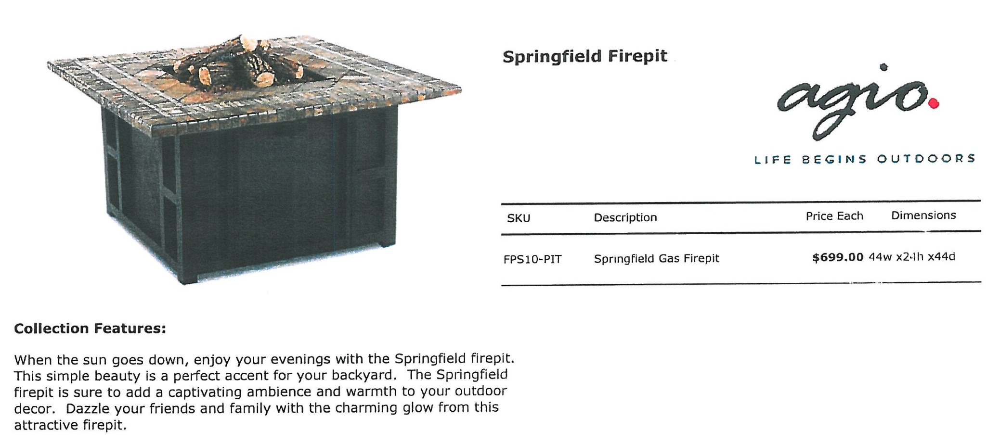 Springfield Firepit
agio.
LIFE BEGINS OUTDOORS
SKU Description Price Each Dimensions
FPS10-PIT Springfield Gas Firepit $699.00 44w x24h x44d
Collection Features:
When the sun goes down, enjoy your evenings with the Springfield firepit.
This simple beauty is a perfect accent for your backyard. The Springfield
firepit is sure to add a captivating ambience and warmth to your outdoor
decor. Dazzle your friends and family with the charming glow from this
attractive firepit.